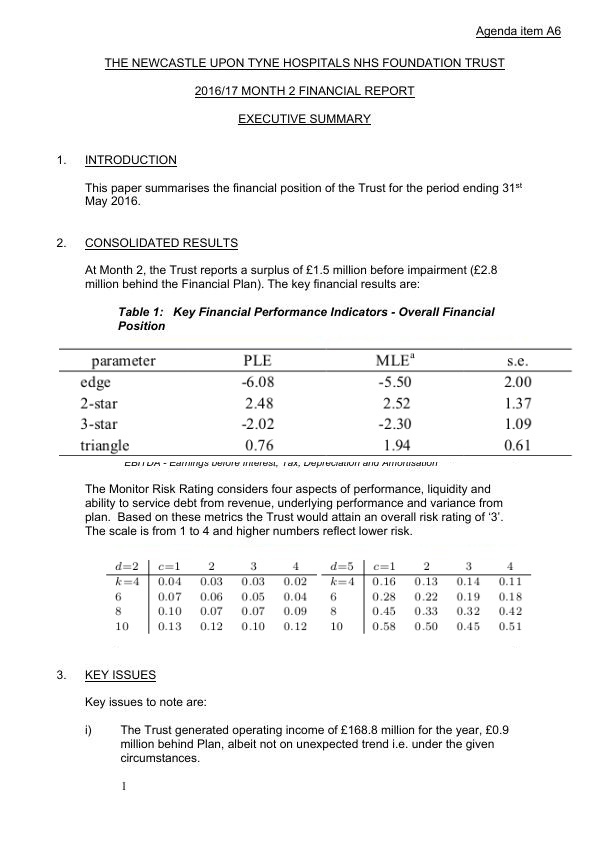 Agenda item A6
THE NEWCASTLE UPON TYNE HOSPITALS NHS FOUNDATION TRUST
2016/17 MONTH 2 FINANCIAL REPORT
EXECUTIVE SUMMARY
1. INTRODUCTION
This paper summarises the financial position of the Trust for the period ending 31st
May 2016.
2. CONSOLIDATED RESULTS
At Month 2, the Trust reports a surplus of £1.5 million before impairment (£2.8
million behind the Financial Plan). The key financial results are:
Table 1: Key Financial Performance Indicators - Overall Financial
Position
parameter PLE MLEa s.e.
edge -6.08 -5.50 2.00
2-star 2.48 2.52 1.37
3-star -2.02 -2.30 1.09
triangle 0.76 1.94 0.61
EBITDA - Earnings before Interest, Tax, Depreciation and Amortisation
The Monitor Risk Rating considers four aspects of performance, liquidity and
ability to service debt from revenue, underlying performance and variance from
plan. Based on these metrics the Trust would attain an overall risk rating of ‘3’.
The scale is from 1 to 4 and higher numbers reflect lower risk.
d=2 c=1 2 3 4 d=5 c=1 2 3 4
k=4 0.04 0.03 0.03 0.02 k=4 0.16 0.13 0.14 0.11
6 0.07 0.06 0.05 0.04 6 0.28 0.22 0.19 0.18
8 0.10 0.07 0.07 0.09 8 0.45 0.33 0.32 0.42
10 0.13 0.12 0.10 0.12 10 0.58 0.50 0.45 0.51
3. KEY ISSUES
Key issues to note are:
i) The Trust generated operating income of £168.8 million for the year, £0.9
million behind Plan, albeit not on unexpected trend i.e. under the given
circumstances.
1